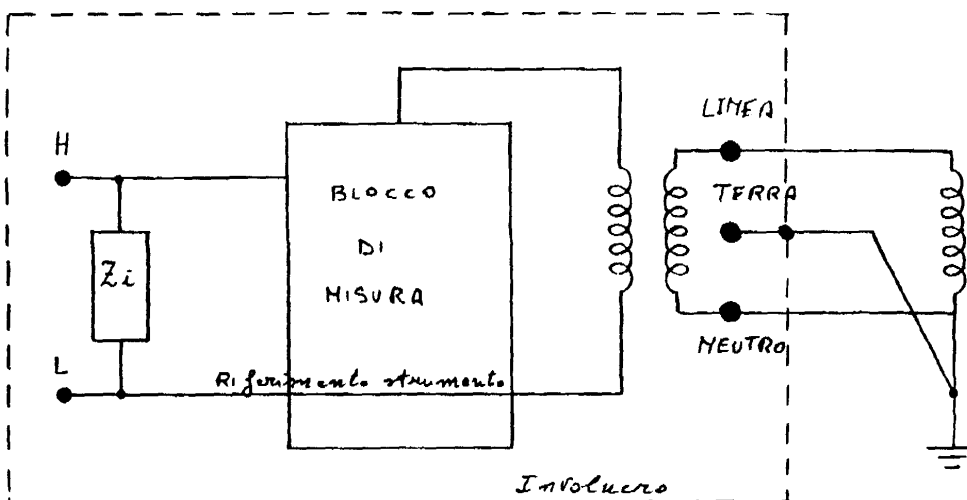 LINEA
H
TERRA
BLOCCO
DI
MISURA
Zi
NEUTRO
L
Riferimento strumento
Involucro